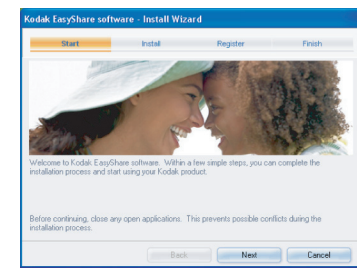 Kodak EasyShare software - Install Wizard
Start Install Register Finish
Welcome to Kodak EasyShare software. Within a few simple steps, you can complete the
installation process and start using your Kodak product.
Before continuing, close any open applications. This prevents possible conflicts during the
installation process.
Back Next Cancel